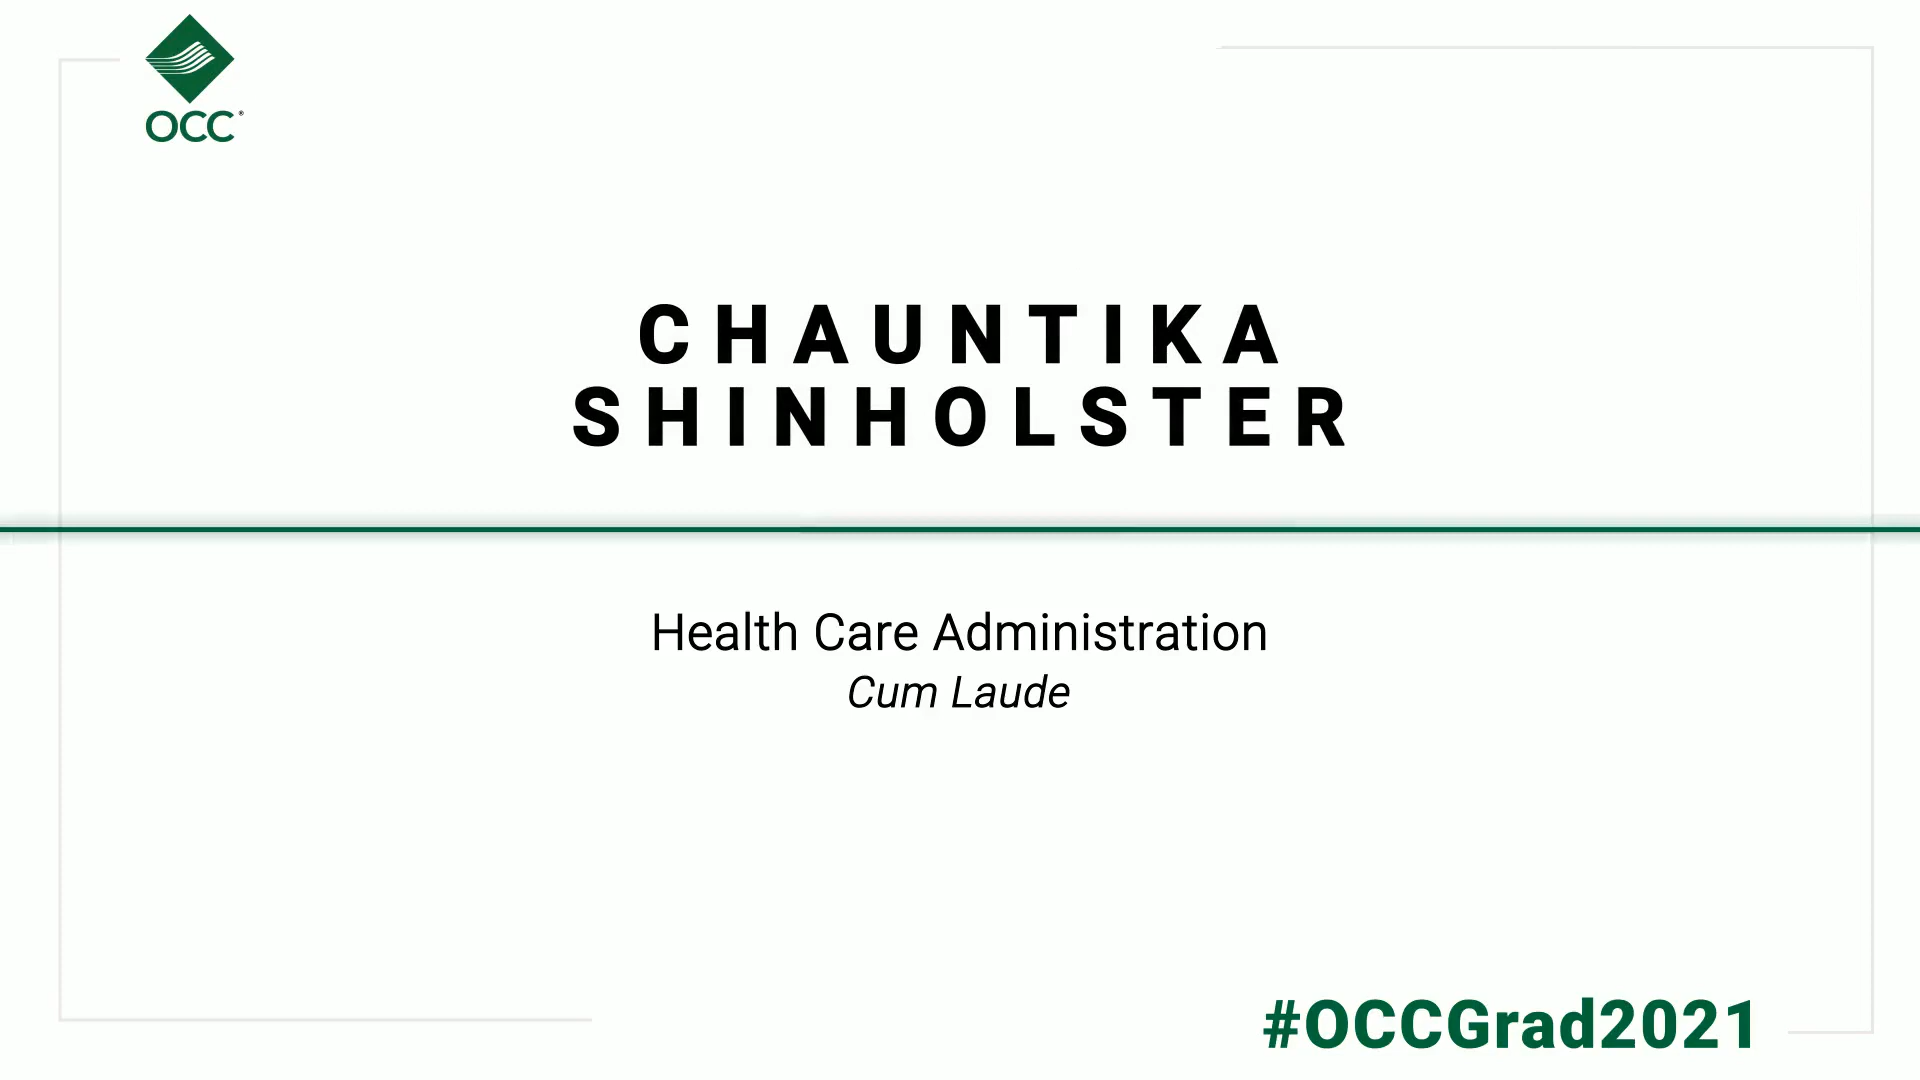 OCC®
CHAUNTIKA
SHINHOLSTER
Health Care Administration
Cum Laude
#OCCGrad2021